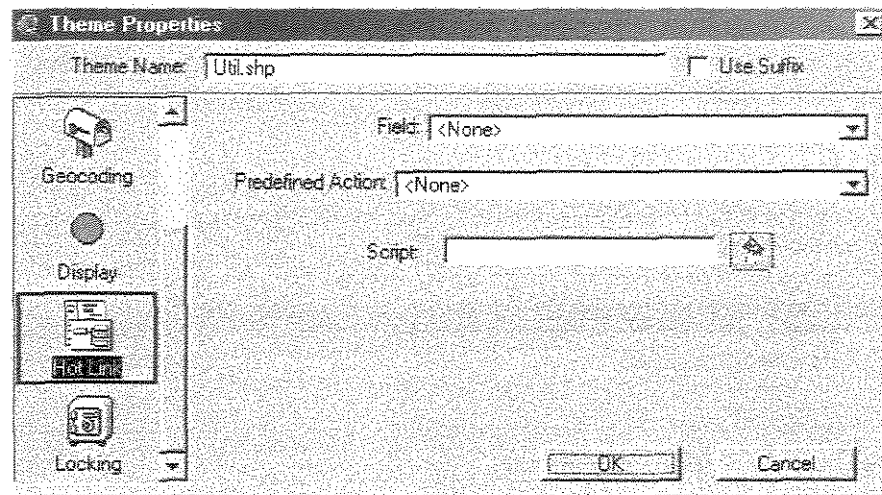 Theme Properties
Theme Name: Util.shp Use Suffix
Field: <None>
Geocoding
Predefined Action: <None>
Script:
Display
Hot Link
Locking
OK Cancel